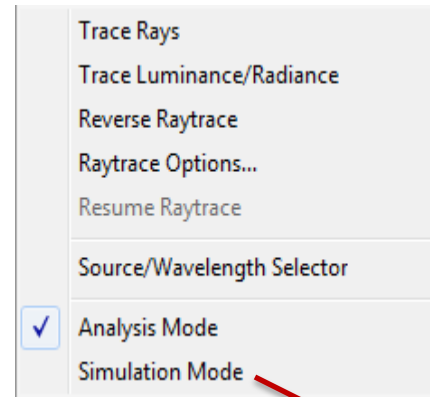 Trace Rays
Trace Luminance/Radiance
Reverse Raytrace
Raytrace Options...
Resume Raytrace
Source/Wavelength Selector
Analysis Mode
Simulation Mode